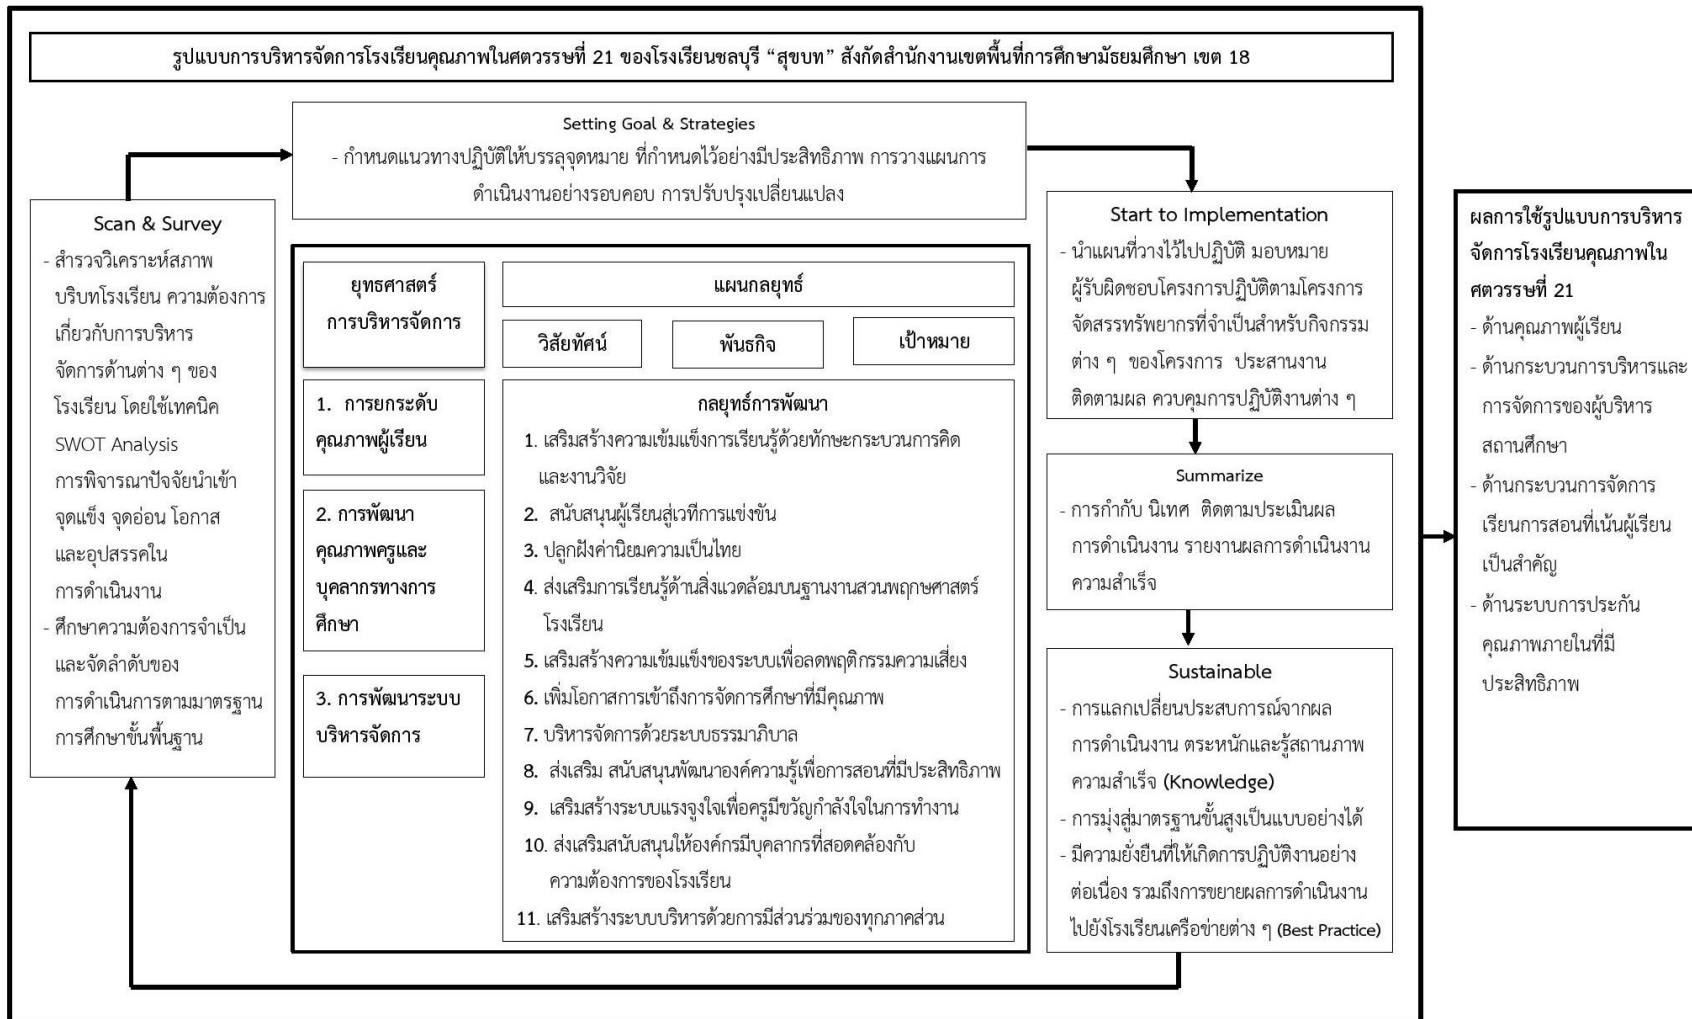 รูปแบบการบริหารจัดการโรงเรียนคุณภาพในศตวรรษที่ 21 ของโรงเรียนชลบุรี “สุขบท” สังกัดสำนักงานเขตพื้นที่การศึกษามัธยมศึกษา เขต 18
Setting Goal & Strategies
- กำหนดแนวทางปฏิบัติให้บรรลุจุดหมาย ที่กำหนดไว้อย่างมีประสิทธิภาพ การวางแผนการ
ดำเนินงานอย่างรอบคอบ การปรับปรุงเปลี่ยนแปลง
Scan & Survey
- สำรวจวิเคราะห์สภาพ
บริบทโรงเรียน ความต้องการ
เกี่ยวกับการบริหาร
จัดการด้านต่าง ๆ ของ
โรงเรียน โดยใช้เทคนิค
SWOT Analysis
การพิจารณาปัจจัยนำเข้า
จุดแข็ง จุดอ่อน โอกาส
และอุปสรรคใน
การดำเนินงาน
- ศึกษาความต้องการจำเป็น
และจัดลำดับของ
การดำเนินการตามมาตรฐาน
การศึกษาขั้นพื้นฐาน
ยุทธศาสตร์
การบริหารจัดการ
1. การยกระดับ
คุณภาพผู้เรียน
2. การพัฒนา
คุณภาพครูและ
บุคลากรทางการ
ศึกษา
3. การพัฒนาระบบ
บริหารจัดการ
แผนกลยุทธ์
วิสัยทัศน์
พันธกิจ
เป้าหมาย
กลยุทธ์การพัฒนา
1. เสริมสร้างความเข้มแข็งการเรียนรู้ด้วยทักษะกระบวนการคิด
และงานวิจัย
2. สนับสนุนผู้เรียนสู่เวทีการแข่งขัน
3. ปลูกฝังค่านิยมความเป็นไทย
4. ส่งเสริมการเรียนรู้ด้านสิ่งแวดล้อมบนฐานงานสวนพฤกษศาสตร์
โรงเรียน
5. เสริมสร้างความเข้มแข็งของระบบเพื่อลดพฤติกรรมความเสี่ยง
6. เพิ่มโอกาสการเข้าถึงการจัดการศึกษาที่มีคุณภาพ
7. บริหารจัดการด้วยระบบธรรมาภิบาล
8. ส่งเสริม สนับสนุนพัฒนาองค์ความรู้เพื่อการสอนที่มีประสิทธิภาพ
9. เสริมสร้างระบบแรงจูงใจเพื่อครูมีขวัญกำลังใจในการทำงาน
10. ส่งเสริมสนับสนุนให้องค์กรมีบุคลากรที่สอดคล้องกับ
ความต้องการของโรงเรียน
11. เสริมสร้างระบบบริหารด้วยการมีส่วนร่วมของทุกภาคส่วน
Start to Implementation
- นำแผนที่วางไว้ไปปฏิบัติ มอบหมาย
ผู้รับผิดชอบโครงการปฏิบัติตามโครงการ
จัดสรรทรัพยากรที่จำเป็นสำหรับกิจกรรม
ต่าง ๆ ของโครงการ ประสานงาน
ติดตามผล ควบคุมการปฏิบัติงานต่าง ๆ
Summarize
- การกำกับ นิเทศ ติดตามประเมินผล
การดำเนินงาน รายงานผลการดำเนินงาน
ความสำเร็จ
Sustainable
- การแลกเปลี่ยนประสบการณ์จากผล
การดำเนินงาน ตระหนักและรู้สถานภาพ
ความสำเร็จ (Knowledge)
- การมุ่งสู่มาตรฐานขั้นสูงเป็นแบบอย่างได้
- มีความยั่งยืนที่ให้เกิดการปฏิบัติงานอย่าง
ต่อเนื่อง รวมถึงการขยายผลการดำเนินงาน
ไปยังโรงเรียนเครือข่ายต่าง ๆ (Best Practice)
ผลการใช้รูปแบบการบริหาร
จัดการโรงเรียนคุณภาพใน
ศตวรรษที่ 21
- ด้านคุณภาพผู้เรียน
- ด้านกระบวนการบริหารและ
การจัดการของผู้บริหาร
สถานศึกษา
- ด้านกระบวนการจัดการ
เรียนการสอนที่เน้นผู้เรียน
เป็นสำคัญ
- ด้านระบบการประกัน
คุณภาพภายในที่มี
ประสิทธิภาพ